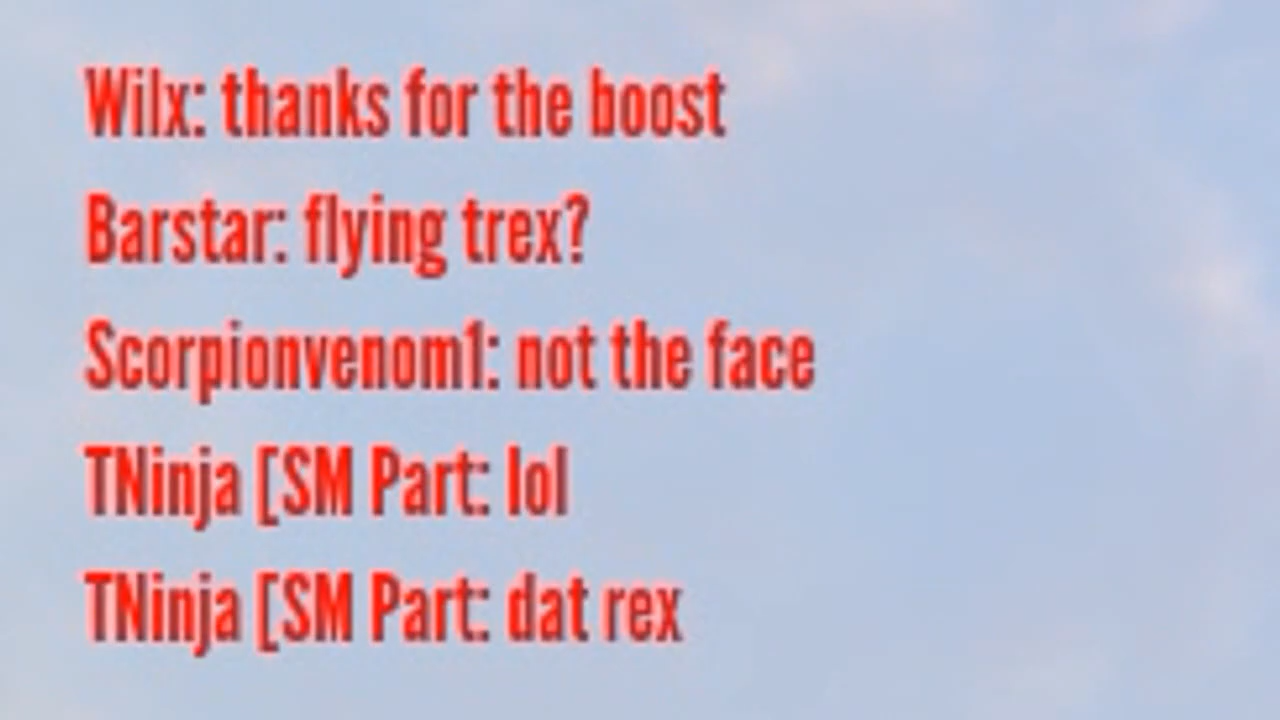 Wilx: thanks for the boost
Barstar: flying trex?
Scorpionvenom1: not the face
TNinja [SM Part: lol
TNinja [SM Part: dat rex